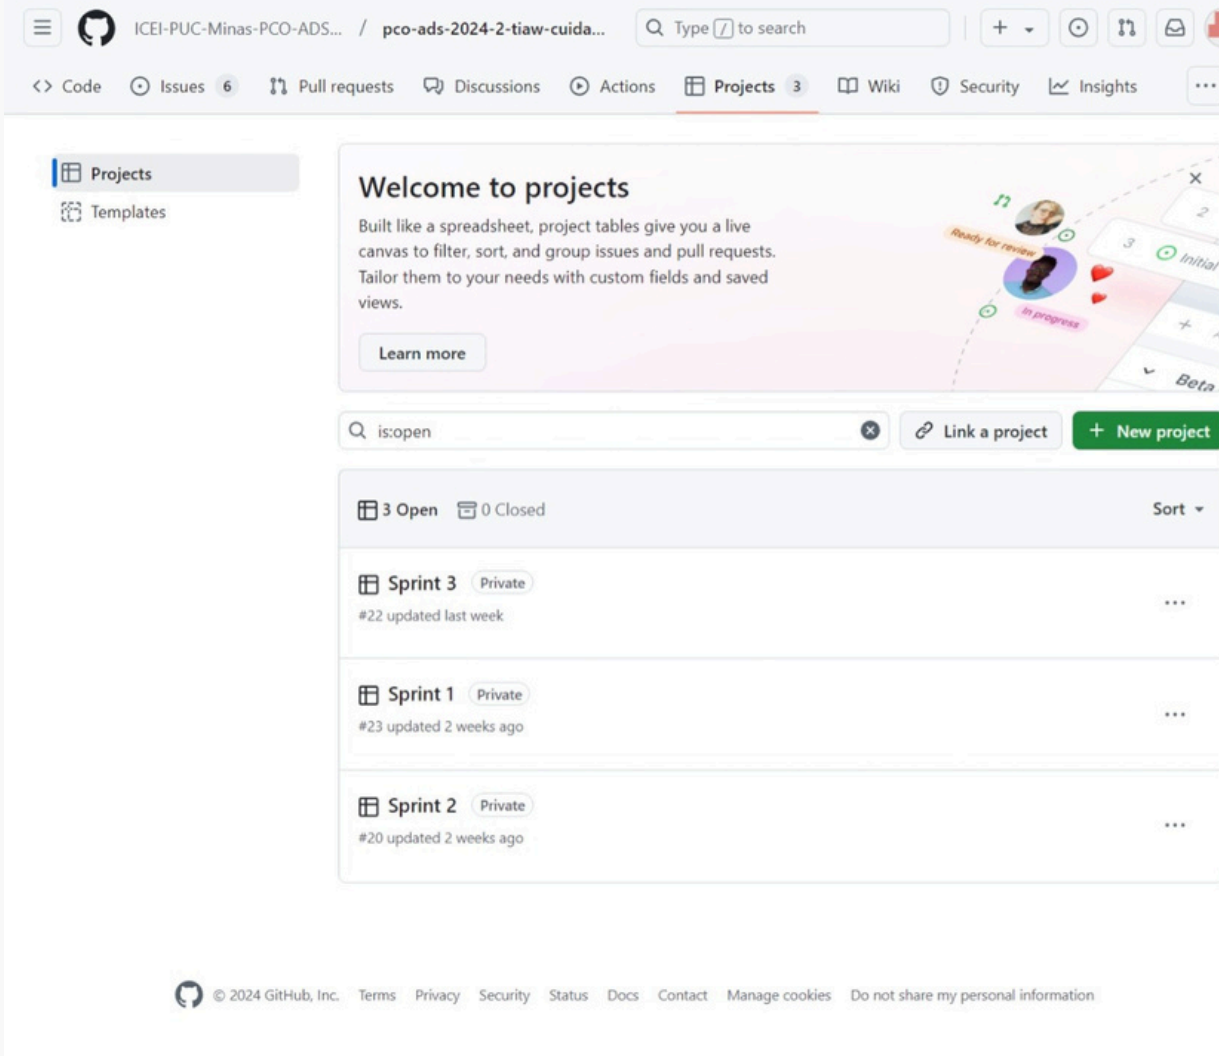 ICEI-PUC-Minas-PCO-ADS... / pco-ads-2024-2-tiaw-cuida... Type / to search
Code Issues 6 Pull requests Discussions Actions Projects 3 Wiki Security Insights
Projects
Templates
Welcome to projects
Built like a spreadsheet, project tables give you a live
canvas to filter, sort, and group issues and pull requests.
Tailor them to your needs with custom fields and saved
views.
Learn more
Ready for review
In progress
2
3 Initial
Beta
is:open
Link a project
New project
3 Open 0 Closed
Sort
Sprint 3 Private
#22 updated last week
Sprint 1 Private
#23 updated 2 weeks ago
Sprint 2 Private
#20 updated 2 weeks ago
© 2024 GitHub, Inc. Terms Privacy Security Status Docs Contact Manage cookies Do not share my personal information